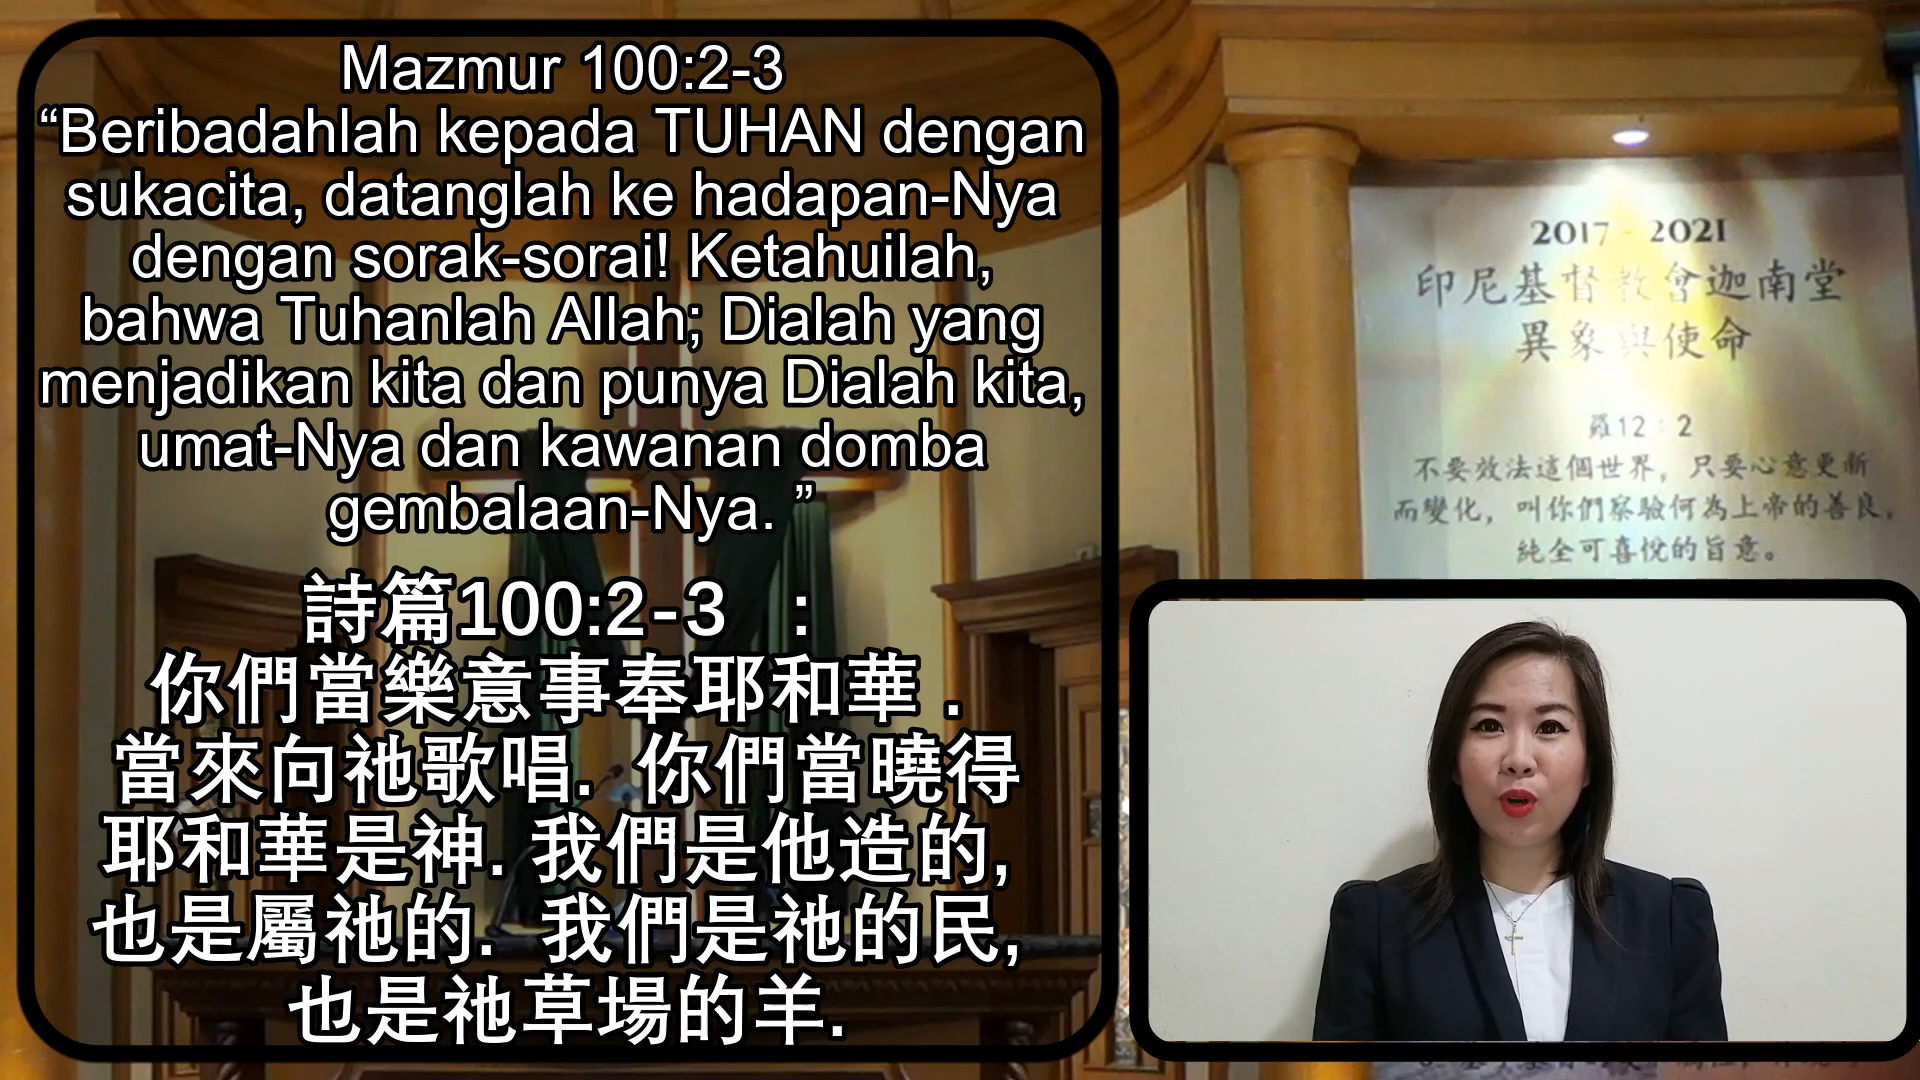 Mazmur 100:2-3
“Beribadahlah kepada TUHAN dengan
sukacita, datanglah ke hadapan-Nya
dengan sorak-sorai! Ketahuilah,
bahwa Tuhanlah Allah; Dialah yang
menjadikan kita dan punya Dialah kita,
umat-Nya dan kawanan domba
gembalaan-Nya. ”
詩篇100:2-3 :
你們當樂意事奉耶和華 .
當來向祂歌唱. 你們當曉得
耶和華是神. 我們是他造的,
也是屬祂的. 我們是祂的民,
也是祂草場的羊.
2017 - 2021
印尼基督教會迦南堂
異象與使命
羅12：2
不要效法這個世界，只要心意更新
而變化，叫你們察驗何為上帝的善良，
純全可喜悅的旨意。